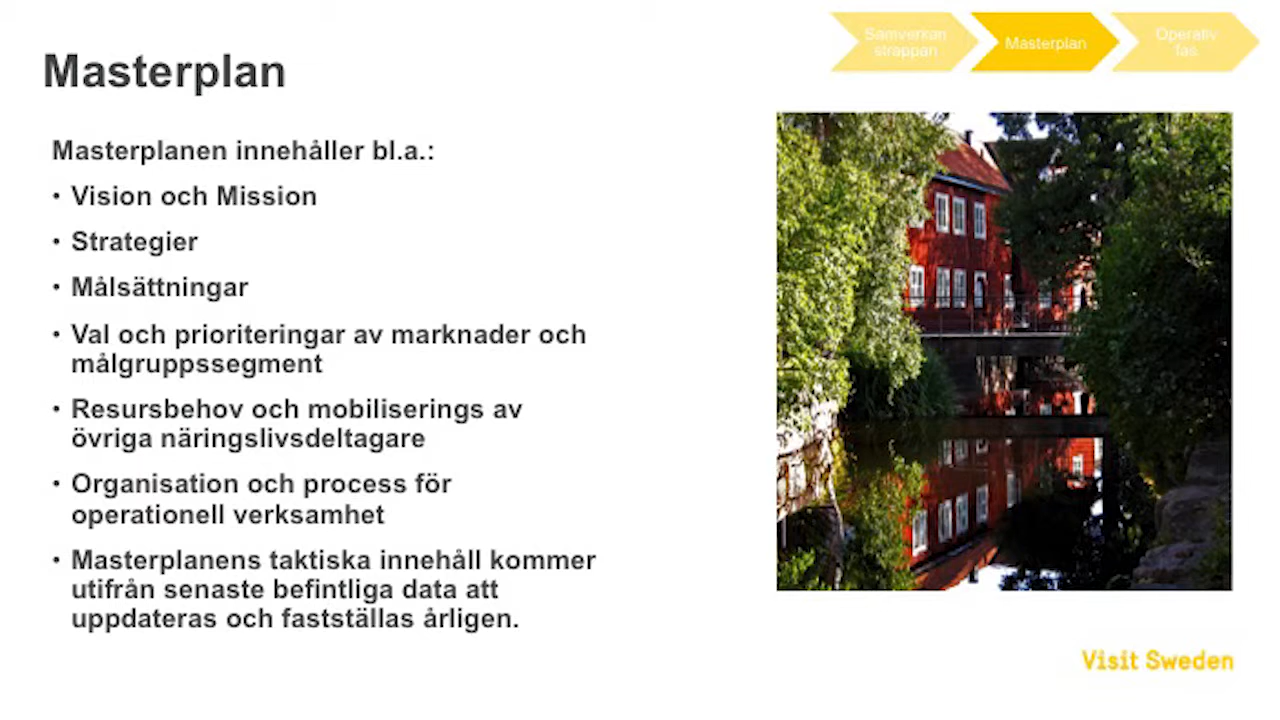 Samverkan
strappan
Masterplan
Operativ
fas
Masterplan
Masterplanen innehåller bl.a.:
• Vision och Mission
• Strategier
• Målsättningar
• Val och prioriteringar av marknader och
målgruppssegment
• Resursbehov och mobiliserings av
övriga näringslivsdeltagare
• Organisation och process för
operationell verksamhet
• Masterplanens taktiska innehåll kommer
utifrån senaste befintliga data att
uppdateras och fastställas årligen.
Visit Sweden